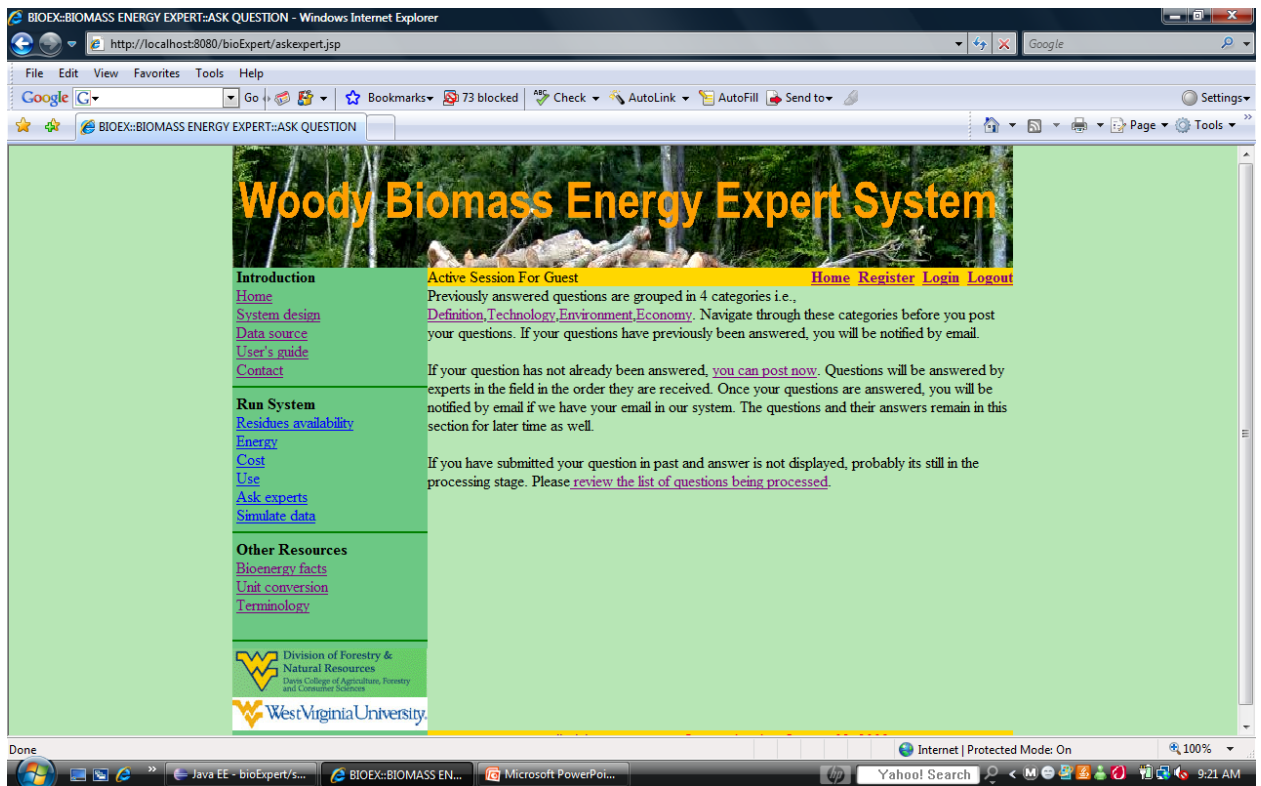 BIOEX::BIOMASS ENERGY EXPERT::ASK QUESTION - Windows Internet Explorer
http://localhost:8080/bioExpert/askexpert.jsp
Google
File Edit View Favorites Tools Help
Google G Go Bookmarks 73 blocked ABC Check AutoLink AutoFill Send to Settings
BIOEX::BIOMASS ENERGY EXPERT::ASK QUESTION
Page Tools »
Woody Biomass Energy Expert System
Introduction
Home
System design
Data source
User's guide
Contact
Run System
Residues availability
Energy
Cost
Use
Ask experts
Simulate data
Other Resources
Bioenergy facts
Unit conversion
Terminology
Division of Forestry &
Natural Resources
Davis College of Agriculture, Forestry
and Consumer Sciences
WestVirginiaUniversity.
Active Session For Guest Home Register Login Logout
Previously answered questions are grouped in 4 categories i.e.,
Definition,Technology,Environment,Economy. Navigate through these categories before you post
your questions. If your questions have previously been answered, you will be notified by email.
If your question has not already been answered, you can post now. Questions will be answered by
experts in the field in the order they are received. Once your questions are answered, you will be
notified by email if we have your email in our system. The questions and their answers remain in this
section for later time as well.
If you have submitted your question in past and answer is not displayed, probably its still in the
processing stage. Please review the list of questions being processed.
Done Internet | Protected Mode: On 100%
» Java EE - bioExpert/s... BIOEX::BIOMASS EN... Microsoft PowerPoi... hp Yahoo! Search < M 9:21 AM